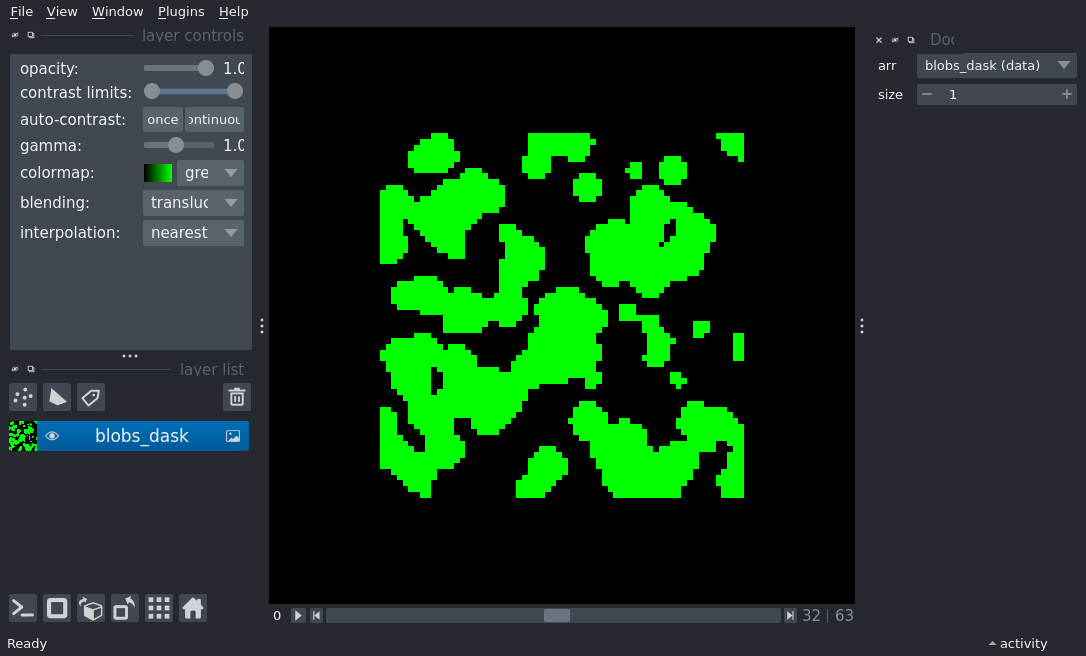 File View Window Plugins Help
layer controls
opacity: 1.0
contrast limits:
auto-contrast: once ontinuou
gamma: 1.0
colormap: gre
blending: transluc
interpolation: nearest
layer list
blobs_dask
0 32 | 63
Ready
Doc
arr blobs_dask (data)
size 1
activity